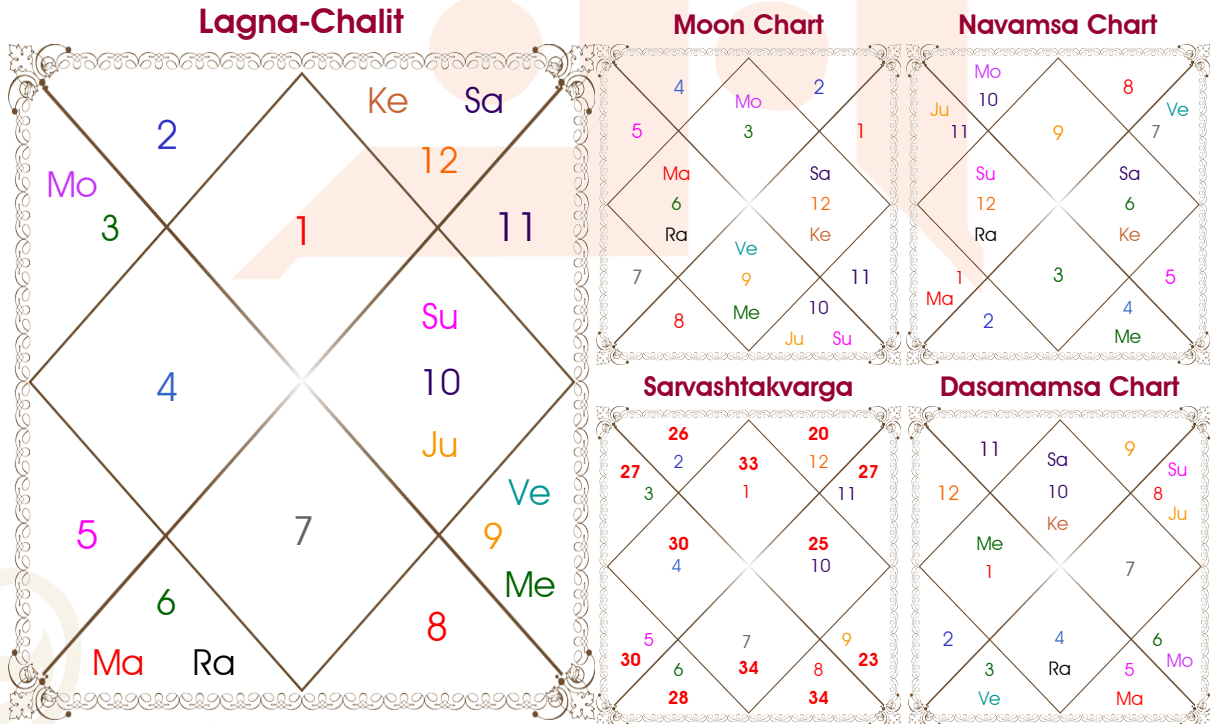 Lagna-Chalit
Ke Sa
2
12
Mo
3
1
11
Su
4
10
Ju
Ve
5
7
9
Me
6
8
Ma Ra
Moon Chart
4
2
Mo
5
3
1
Ma
Sa
6
12
Ra
Ke
Ve
7
9
11
Me
10
8
Ju Su
Navamsa Chart
Mo
8
10
Ju
Ve
11
9
7
Su
Sa
12
6
Ra
Ke
1
3
5
Ma
4
2
Me
Sarvashtakvarga
26
20
2
33
12
27
27
3
1
11
30
25
4
10
5
7
9
30
34
23
6
8
28
34
Dasamamsa Chart
11
9
Sa
Su
12
10
8
Ke
Ju
Me
1
7
2
4
6
3
Ra
5
Mo
Ve
Ma